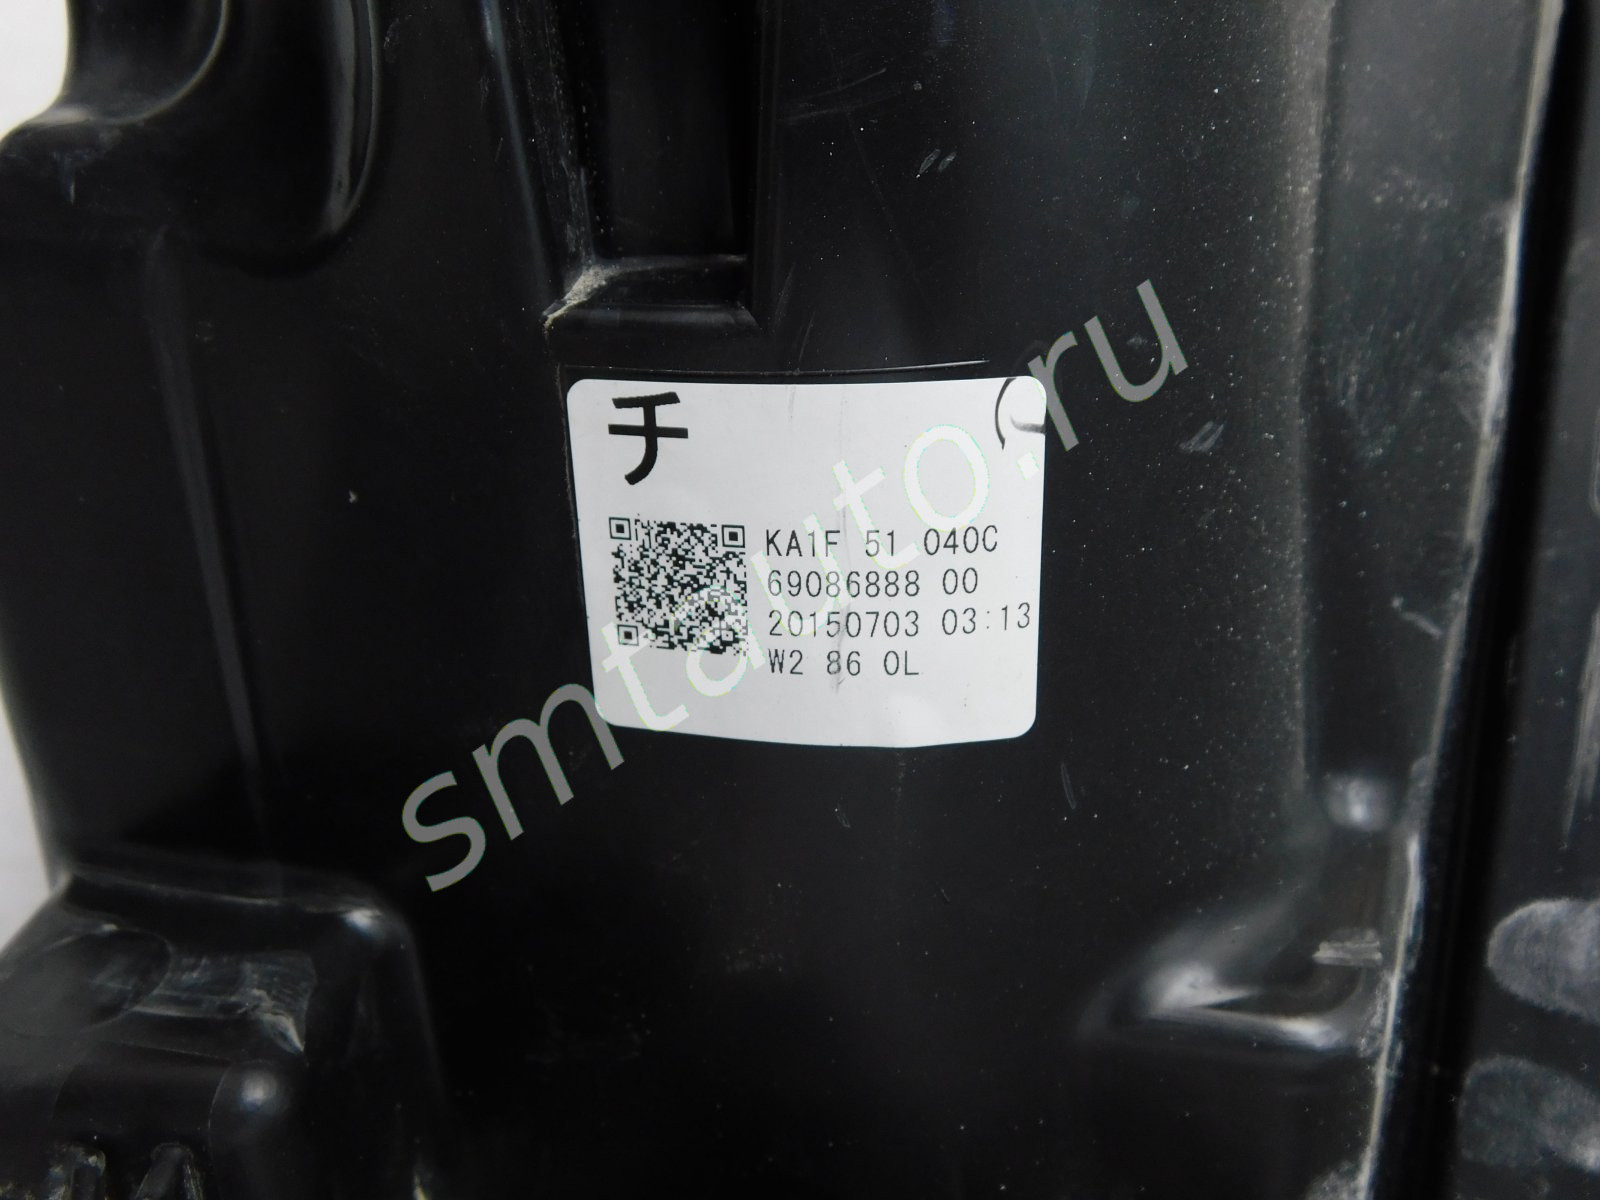 チ
KA1F 51 040C
69086888 00
20150703 03:13
W2 86 0L
smtauto.ru